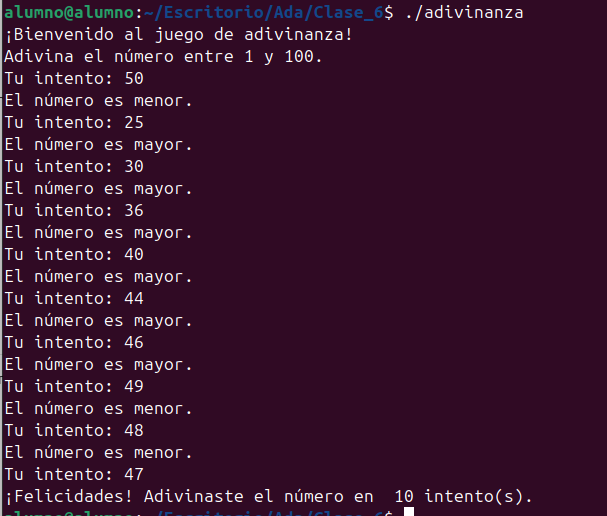 alumno@alumno:~/Escritorio/Ada/Clase_6$ ./adivinanza
¡Bienvenido al juego de adivinanza!
Adivina el número entre 1 y 100.
Tu intento: 50
El número es menor.
Tu intento: 25
El número es mayor.
Tu intento: 30
El número es mayor.
Tu intento: 36
El número es mayor.
Tu intento: 40
El número es mayor.
Tu intento: 44
El número es mayor.
Tu intento: 46
El número es mayor.
Tu intento: 49
El número es menor.
Tu intento: 48
El número es menor.
Tu intento: 47
¡Felicidades! Adivinaste el número en  10 intento(s).
alumno@alumno:~/Escritorio/Ada/Clase_6$